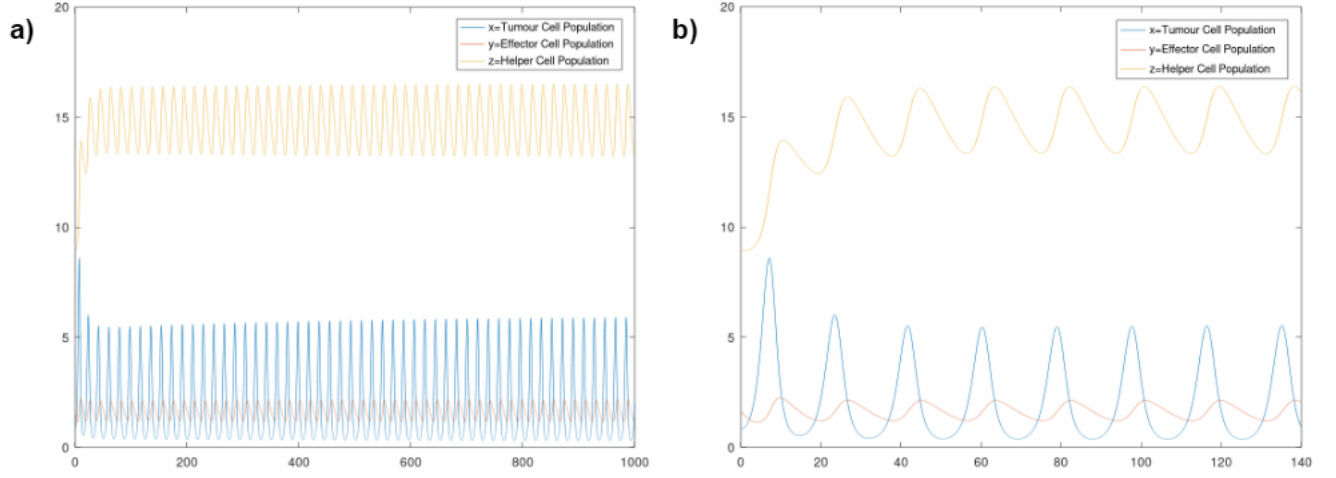 a)
20
15
10
5
0
0 200 400 600 800 1000
x=Tumour Cell Population
y=Effector Cell Population
z=Helper Cell Population
b)
20
15
10
5
0
0 20 40 60 80 100 120 140
x=Tumour Cell Population
y=Effector Cell Population
z=Helper Cell Population